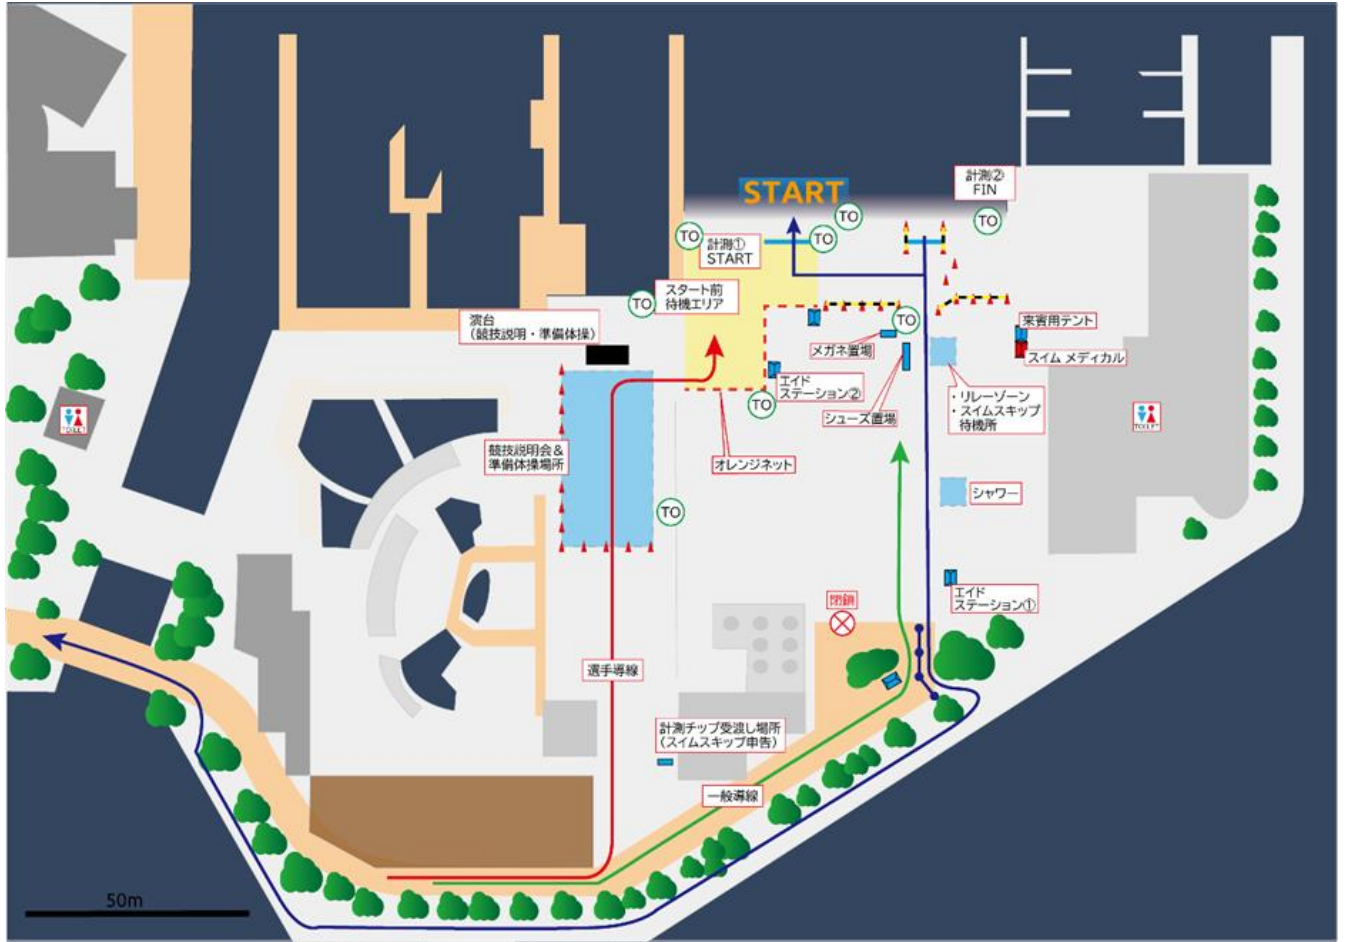 計測②
FIN
START
TO
TO
TO
TO
計測①
START
スタート前
待機エリア
TO
演台
(競技説明・準備体操)
TO
来賓用テント
メガネ置場
スイム メディカル
エイド
ステーション②
・リレーゾーン
・スイムスキップ
待機所
TO
シューズ置場
TOILET
TOILET
競技説明会&
準備体操場所
オレンジネット
シャワー
TO
エイド
ステーション①
閉鎖
選手導線
計測チップ受渡し場所
(スイムスキップ申告)
一般導線
50m